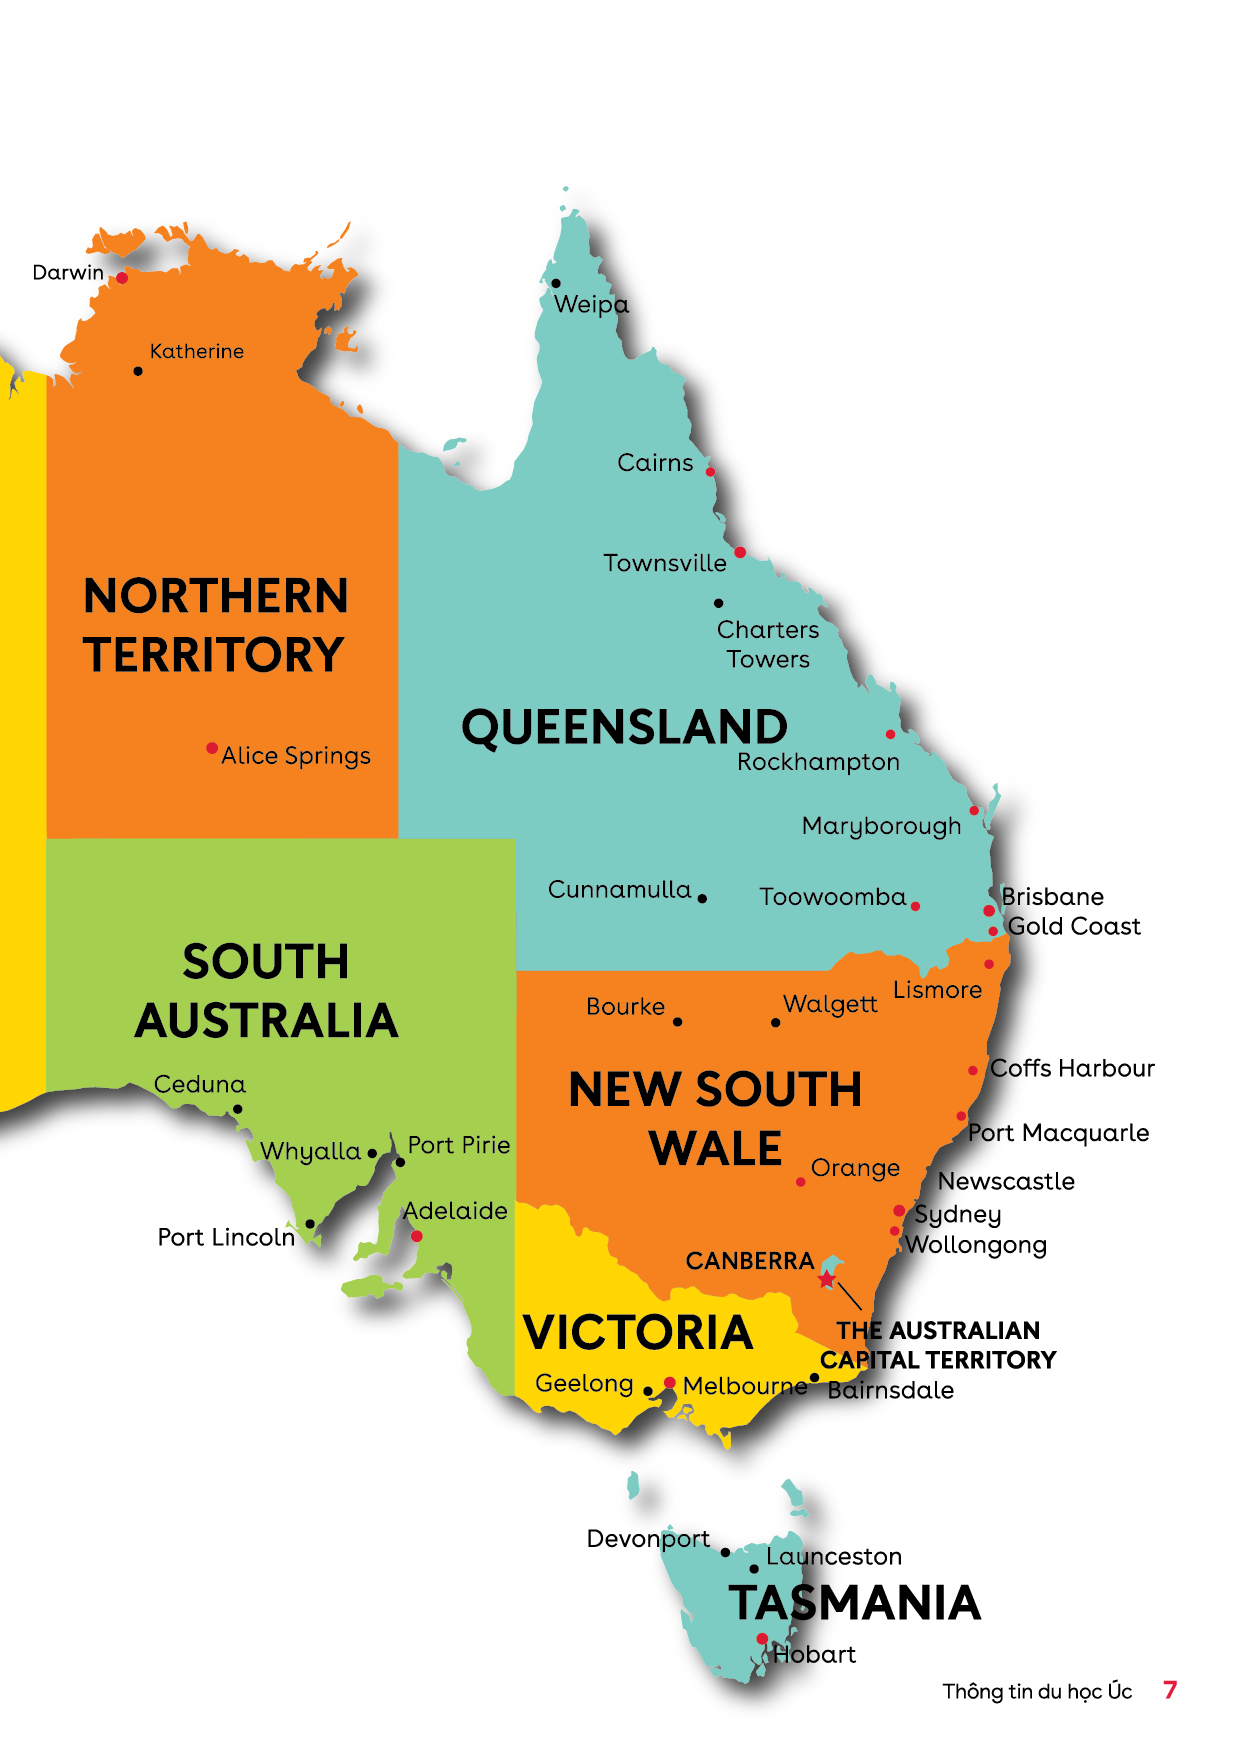 Darwin
Katherine
Weipa
Cairns
Townsville
Charters
Towers
NORTHERN
TERRITORY
QUEENSLAND
Alice Springs
Rockhampton
Maryborough
Cunnamulla
Toowoomba
Brisbane
Gold Coast
SOUTH
AUSTRALIA
Lismore
Bourke
Walgett
Ceduna
NEW SOUTH
WALE
Coffs Harbour
Port Macquarle
Whyalla
Port Pirie
Orange
Newscastle
Adelaide
Sydney
Port Lincoln
Wollongong
CANBERRA
VICTORIA
THE AUSTRALIAN
CAPITAL TERRITORY
Geelong
Melbourne
Bairnsdale
Devonport
Launceston
TASMANIA
Hobart
Thông tin du học Úc 7